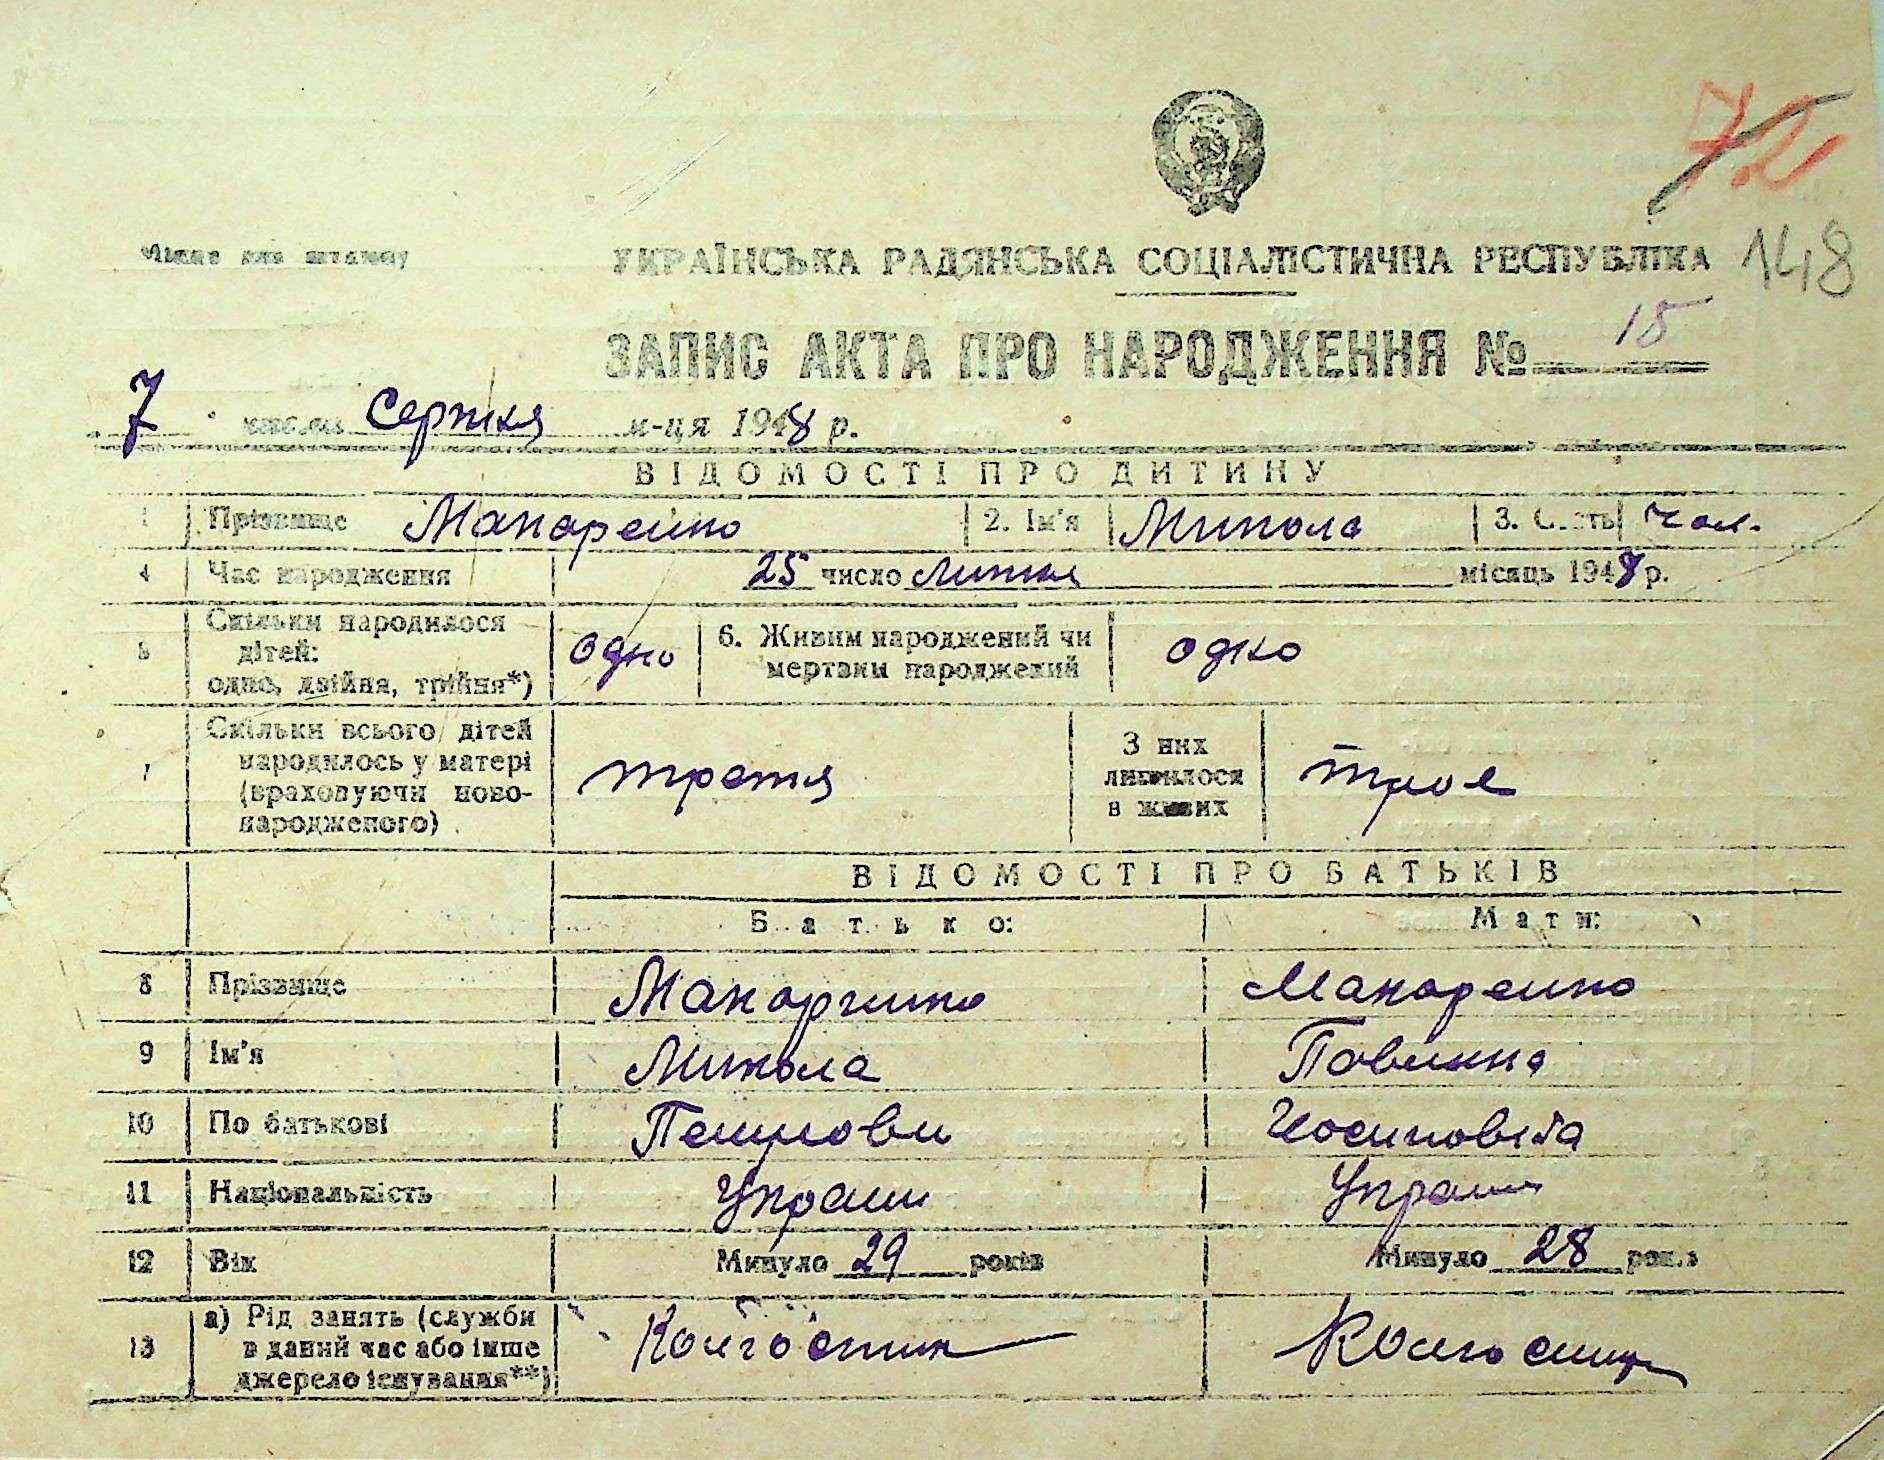 72
Місце для штампу
УКРАЇНСЬКА РАДЯНСЬКА СОЦІАЛІСТИЧНА РЕСПУБЛІКА 148
ЗАПИС АКТА ПРО НАРОДЖЕННЯ № 15
7 числа Серпня м-ця 1948 р.
ВІДОМОСТІ ПРО ДИТИНУ
1 Прізвище Макаренко 2. Ім'я Микола 3. Стать Чол.
4 Час народження 25 число Липня місяць 1948 р.
5 Скільки народилося дітей: одно, двійня, трійня*) одно 6. Живим народжений чи мертвим народжений одно
7 Скільки всього дітей народилось у матері (враховуючи новонародженого) третя З них лишилося в живих троє
ВІДОМОСТІ ПРО БАТЬКІВ
Батько: Мати:
8 Прізвище Макаренко Макаренко
9 Ім'я Микола
10 По батькові
11 Національність Украин Украин
12 Вік Минуло 29 років Минуло 28 років
13 а) Рід занять (служби в даний час або інше джерело існування**)